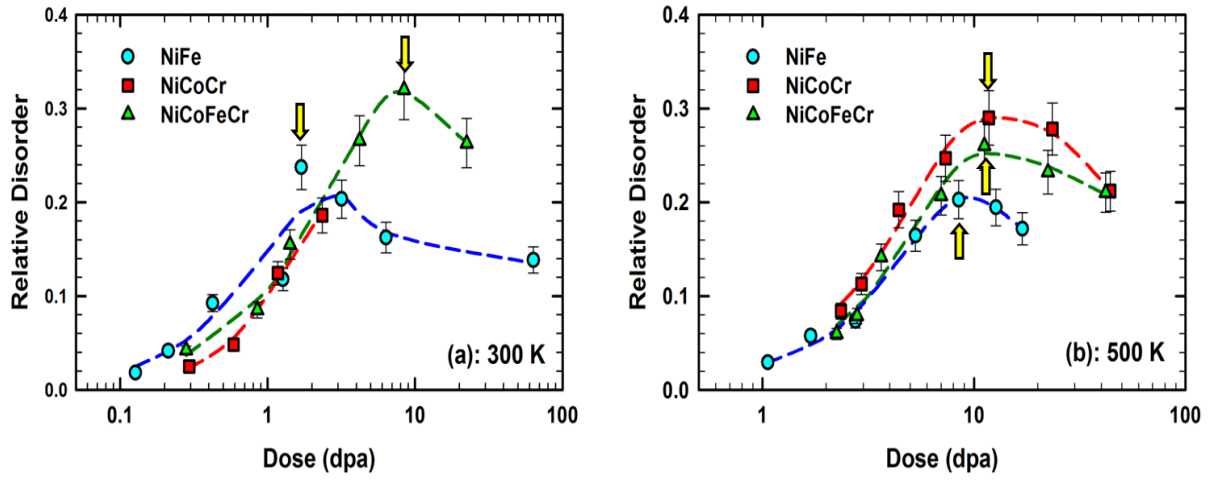 Relative Disorder
0.4
0.3
0.2
0.1
0.0
NiFe
NiCoCr
NiCoFeCr
(a): 300 K
0.1
1
10
100
Dose (dpa)
Relative Disorder
0.4
0.3
0.2
0.1
0.0
NiFe
NiCoCr
NiCoFeCr
(b): 500 K
1
10
100
Dose (dpa)